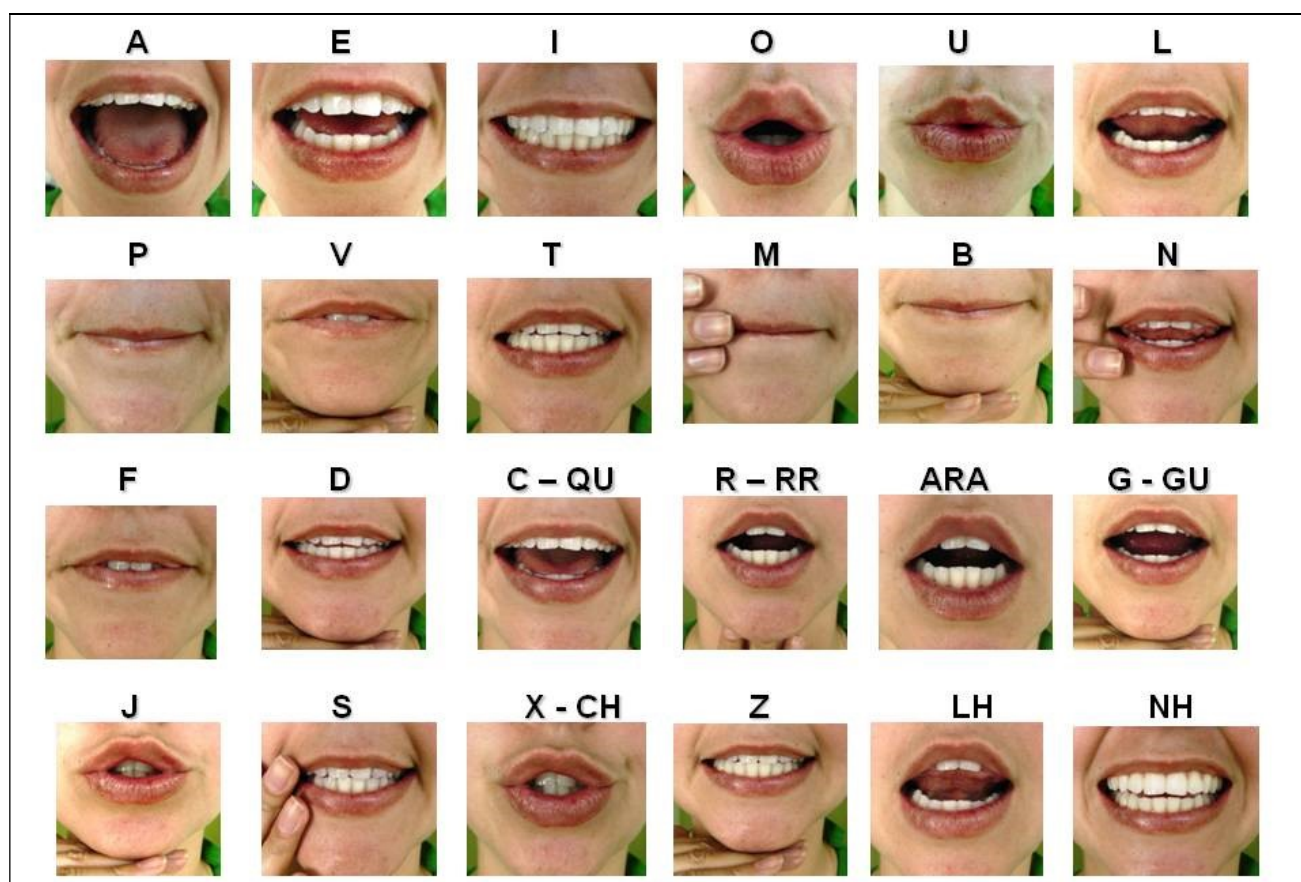 A E I O U L
P V T M B N
F D C – QU R – RR ARA G - GU
J S X - CH Z LH NH